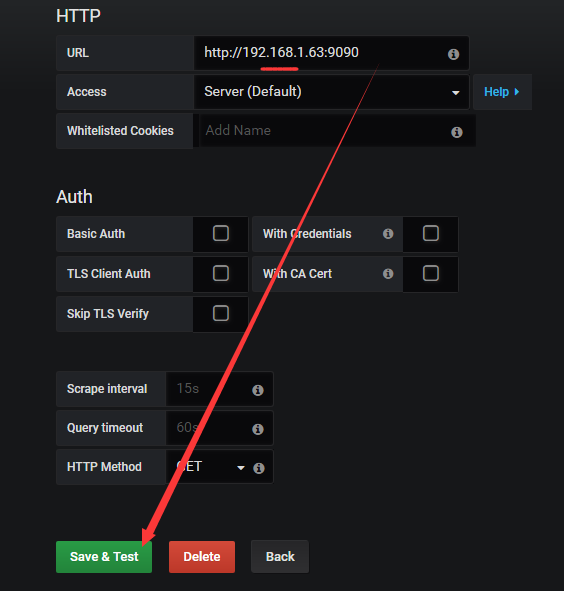 HTTP
URL http://192.168.1.63:9090
Access Server (Default) Help
Whitelisted Cookies Add Name
Auth
Basic Auth With Credentials
TLS Client Auth With CA Cert
Skip TLS Verify
Scrape interval 15s
Query timeout 60s
HTTP Method GET
Save & Test Delete Back